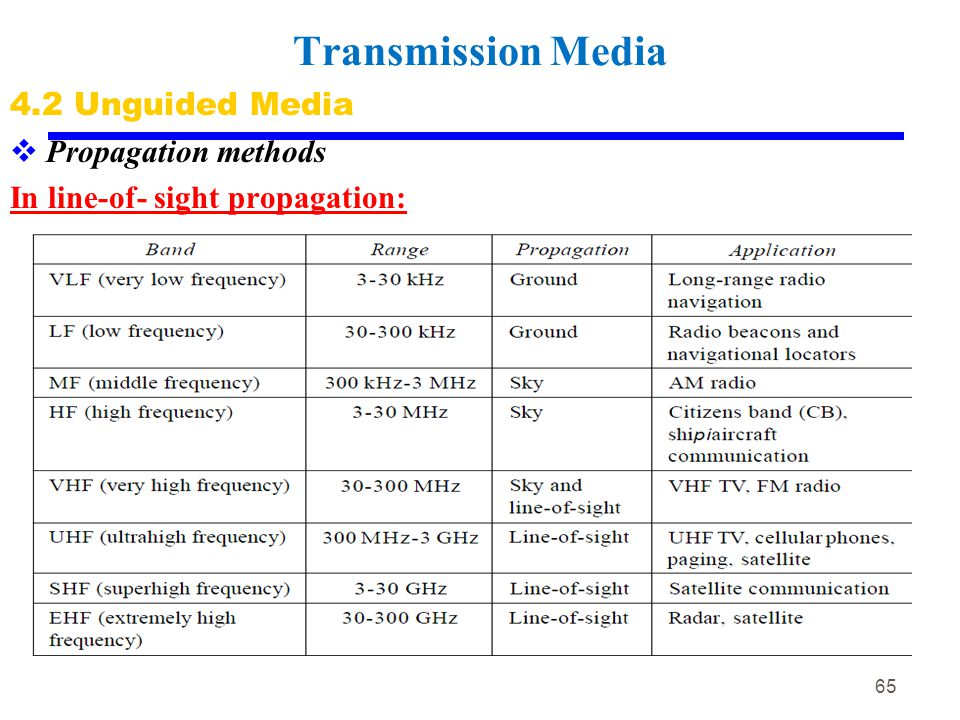 Transmission Media
4.2 Unguided Media
❖ Propagation methods
In line-of- sight propagation:
Band Range Propagation Application
VLF (very low frequency) 3-30 kHz Ground Long-range radio
navigation
LF (low frequency) 30-300 kHz Ground Radio beacons and
navigational locators
MF (middle frequency) 300 kHz-3 MHz Sky AM radio
HF (high frequency) 3-30 MHz Sky Citizens band (CB),
shipiaircraft
communication
VHF (very high frequency) 30-300 MHz Sky and VHF TV, FM radio
line-of-sight
UHF (ultrahigh frequency) 300 MHz-3 GHz Line-of-sight UHF TV, cellular phones,
paging, satellite
SHF (superhigh frequency) 3-30 GHz Line-of-sight Satellite communication
EHF (extremely high 30-300 GHz Line-of-sight Radar, satellite
frequency)
65